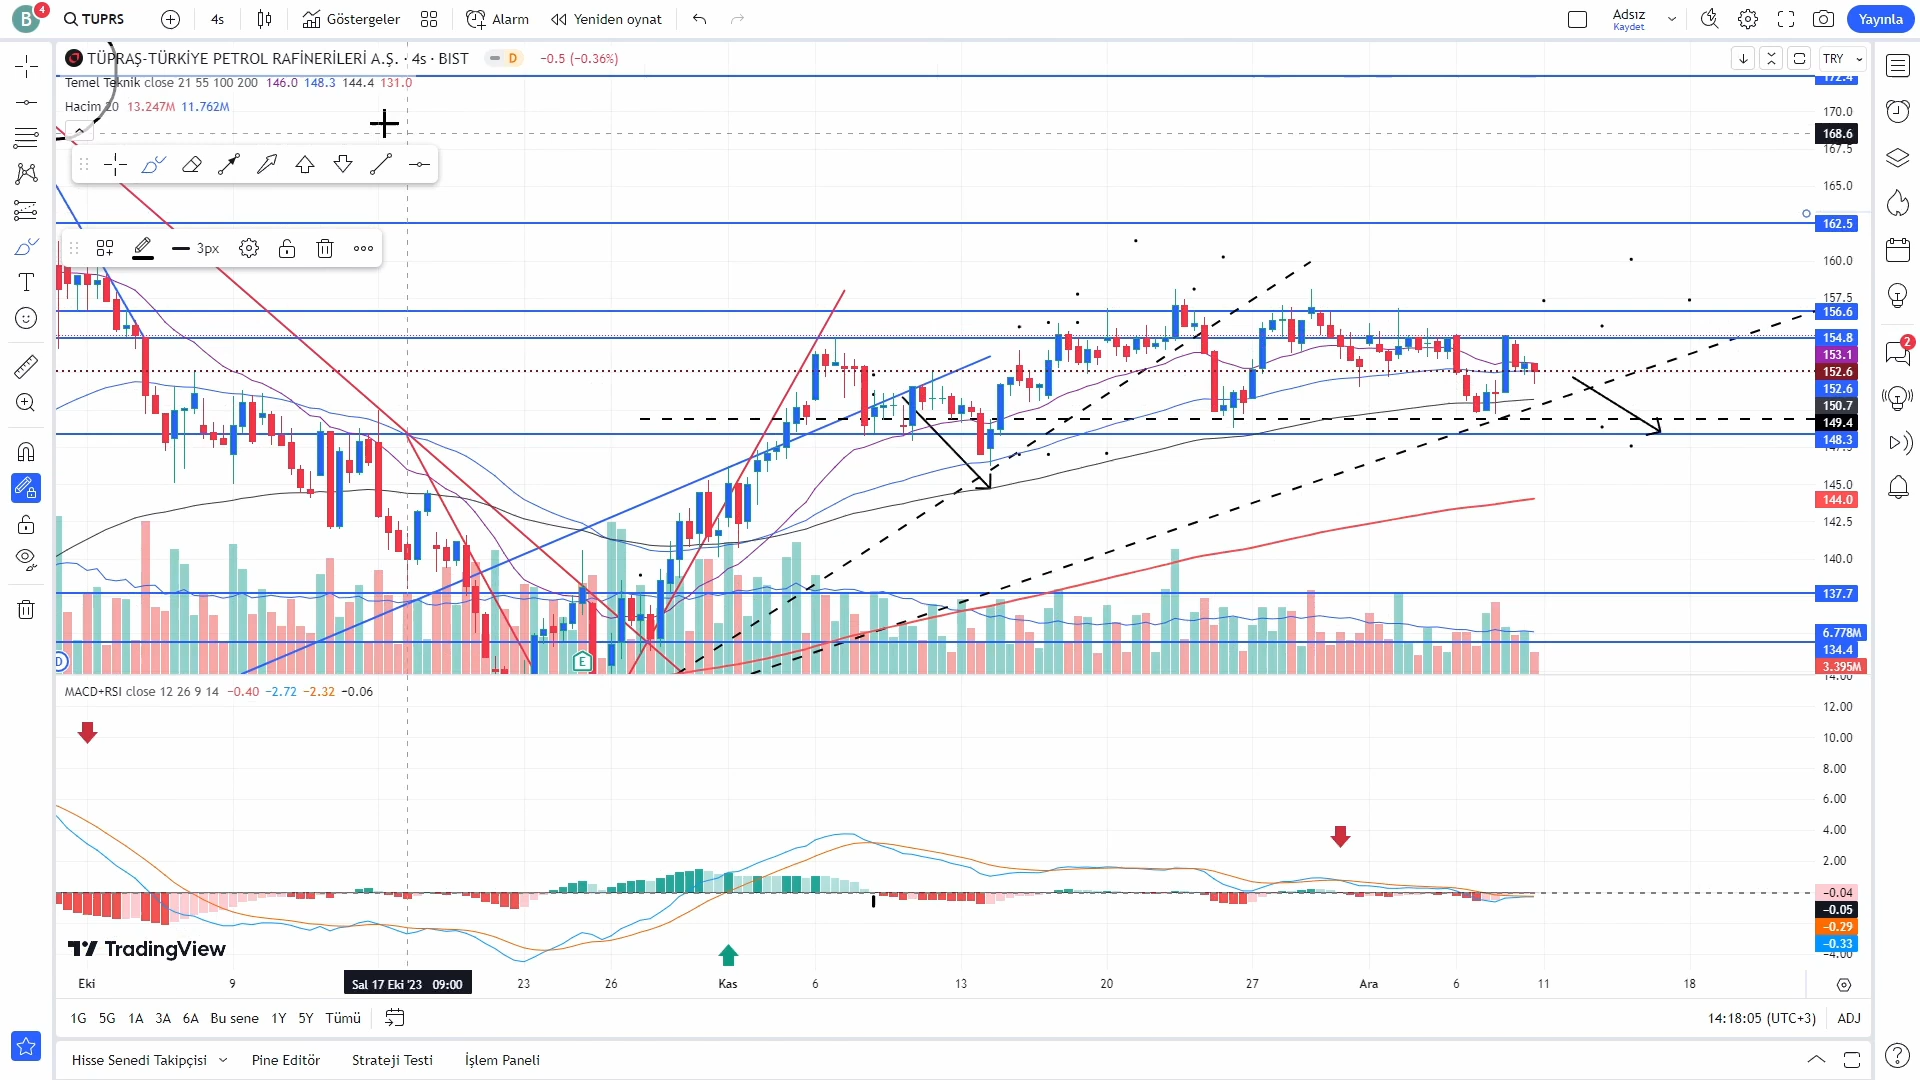 B 4 TUPRS 4s Göstergeler Alarm Yeniden oynat Adsız Kaydet Yayınla
TÜPRAŞ-TÜRKİYE PETROL RAFİNERİLERİ A.Ş. · 4s · BIST D −0.5 (−0.36%) TRY
Temel Teknik close 21 55 100 200 146.0 148.3 144.4 131.0
Hacim 20 13.247M 11.762M
3px
172.4
170.0
168.6
167.5
165.0
162.5
160.0
157.5
156.6
154.8
153.1
152.6
152.6
150.7
149.4
148.3
145.0
144.0
142.5
140.0
137.7
6.778M
134.4
3.395M
D
E
2
MACD+RSI close 12 26 9 14 −0.40 −2.72 −2.32 −0.06
14.00
12.00
10.00
8.00
6.00
4.00
2.00
−0.04
−0.05
−0.29
−0.33
−4.00
TradingView
Eki 9 Sal 17 Eki '23 09:00 23 26 Kas 6 13 20 27 Ara 6 11 18
1G 5G 1A 3A 6A Bu sene 1Y 5Y Tümü 14:18:05 (UTC+3) ADJ
Hisse Senedi Takipçisi Pine Editör Strateji Testi İşlem Paneli